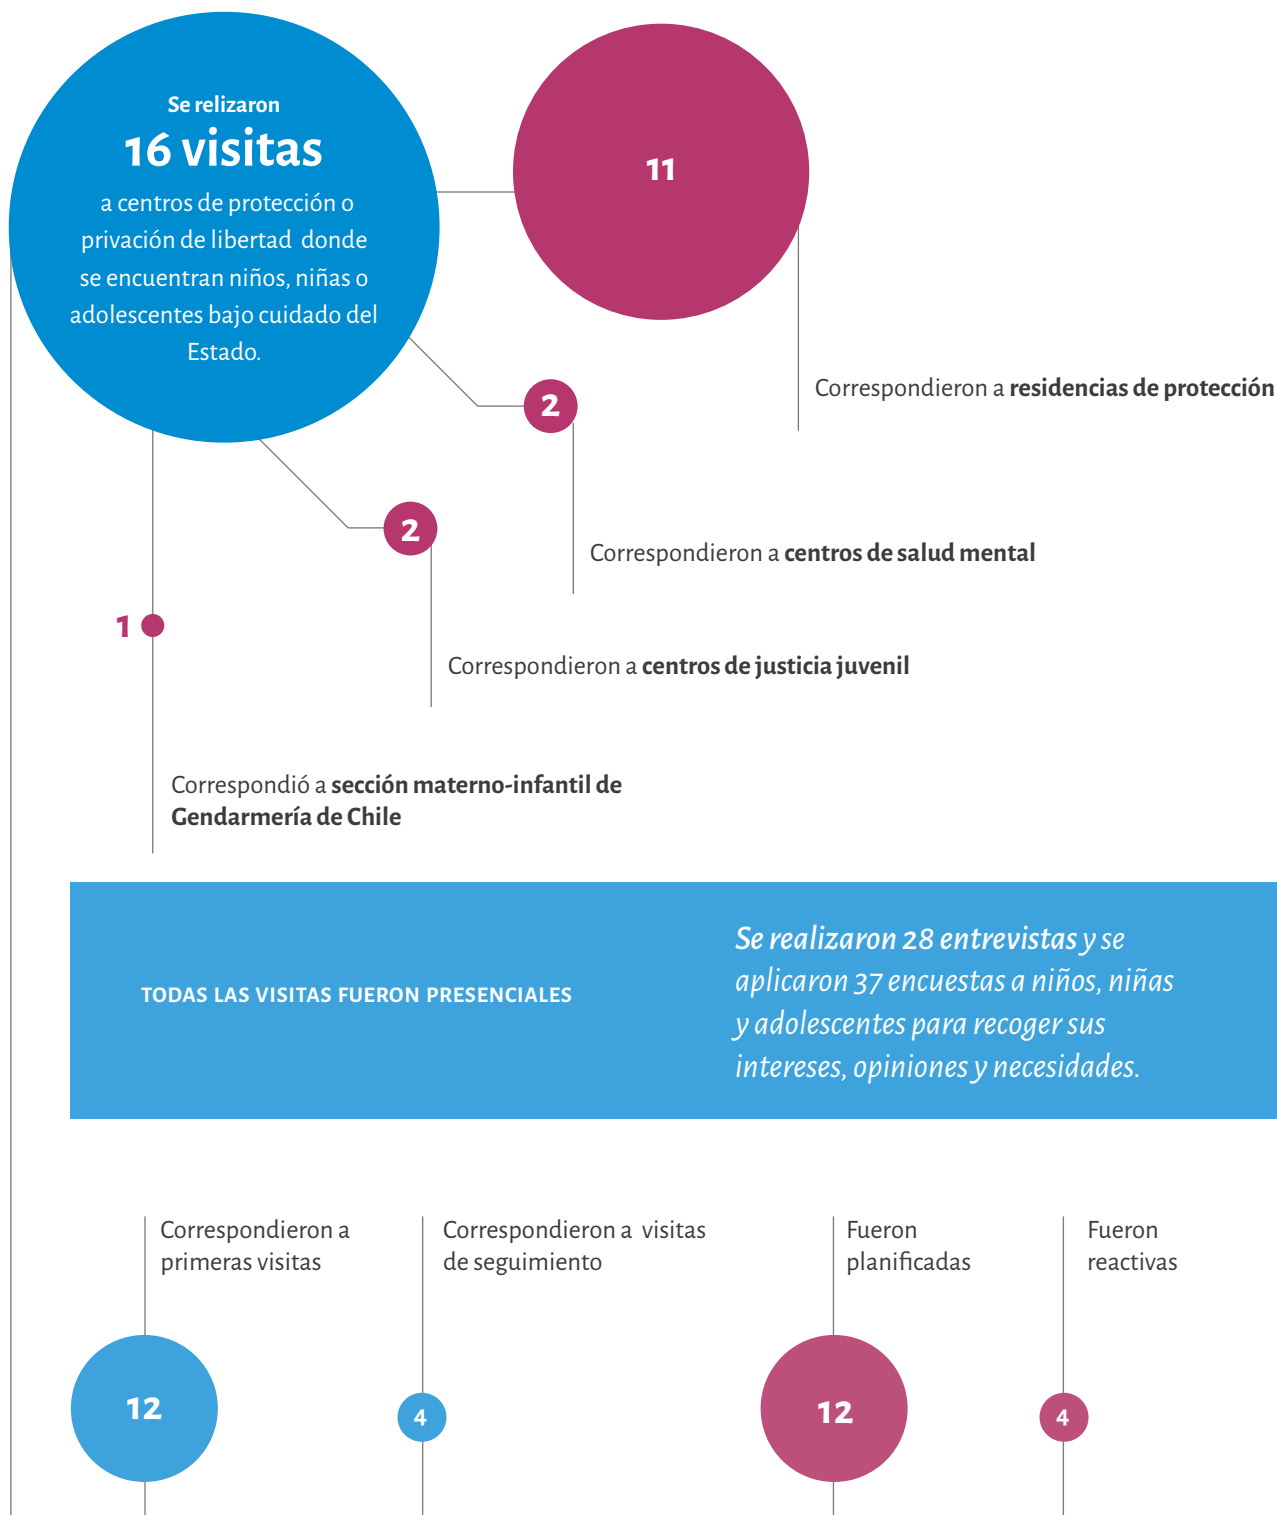 Se relizaron
16 visitas
a centros de protección o
privación de libertad donde
se encuentran niños, niñas o
adolescentes bajo cuidado del
Estado.
11
Correspondieron a residencias de protección
2
Correspondieron a centros de salud mental
2
Correspondieron a centros de justicia juvenil
1
Correspondió a sección materno-infantil de
Gendarmería de Chile
TODAS LAS VISITAS FUERON PRESENCIALES
Se realizaron 28 entrevistas y se
aplicaron 37 encuestas a niños, niñas
y adolescentes para recoger sus
intereses, opiniones y necesidades.
Correspondieron a
primeras visitas
12
Correspondieron a visitas
de seguimiento
4
Fueron
planificadas
12
Fueron
reactivas
4